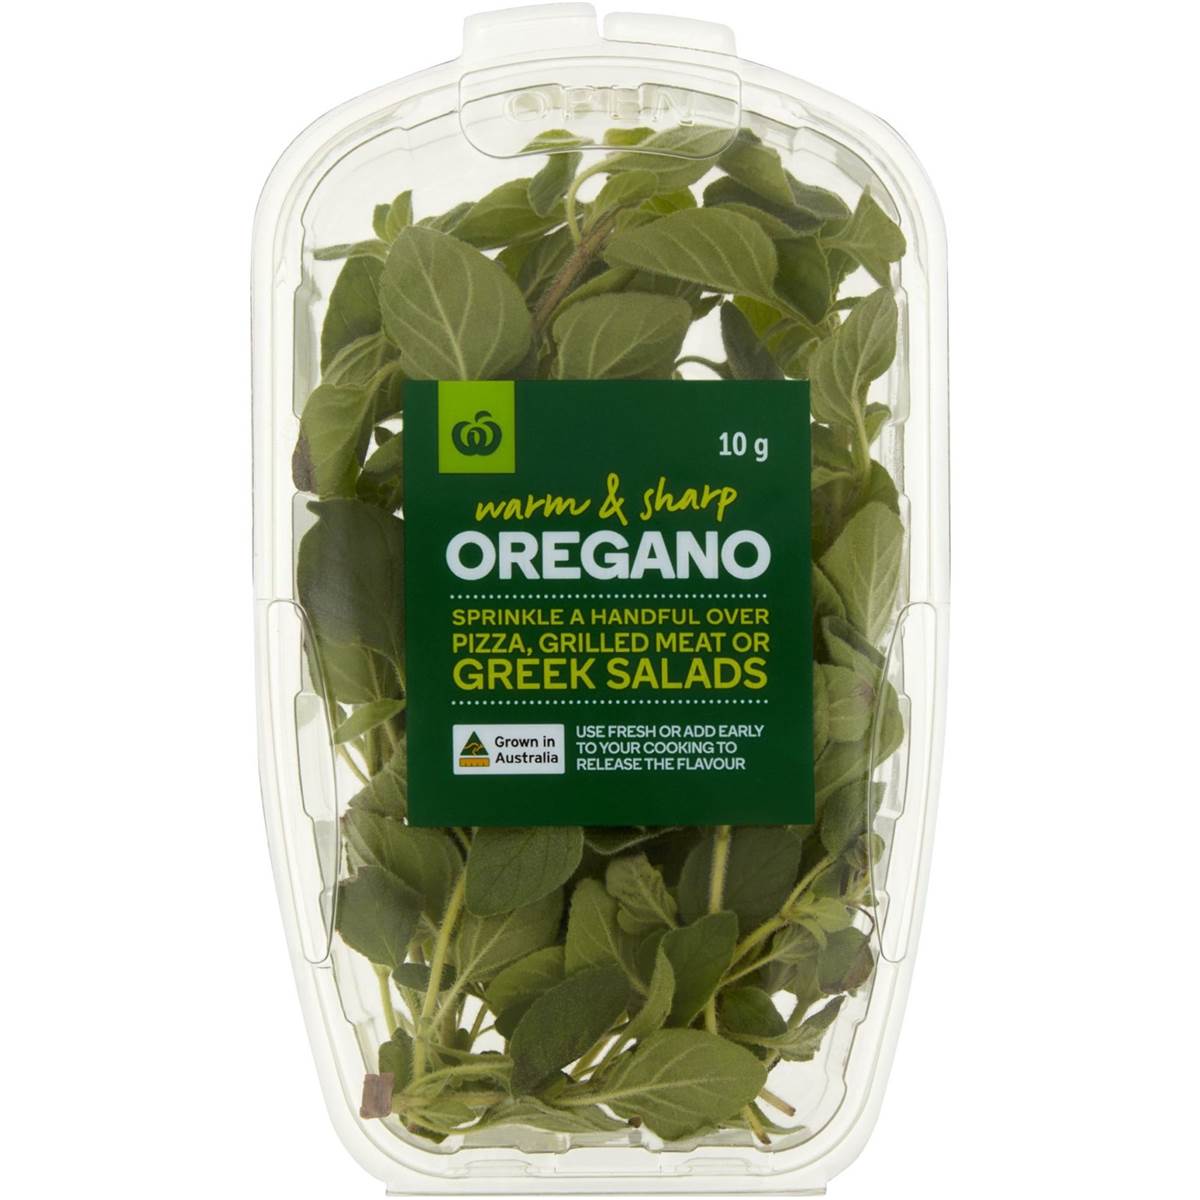 OPEN
10 g
warm & sharp
OREGANO
SPRINKLE A HANDFUL OVER
PIZZA, GRILLED MEAT OR
GREEK SALADS
Grown in
Australia
USE FRESH OR ADD EARLY
TO YOUR COOKING TO
RELEASE THE FLAVOUR